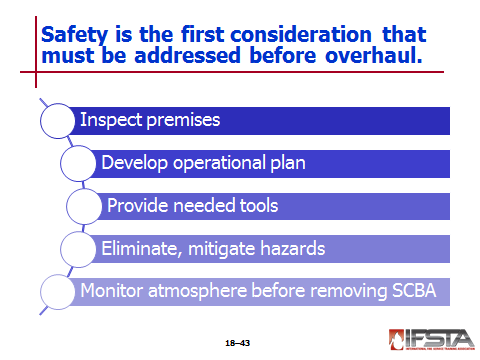 Safety is the first consideration that
must be addressed before overhaul.
Inspect premises
Develop operational plan
Provide needed tools
Eliminate, mitigate hazards
Monitor atmosphere before removing SCBA
18–43
IFSTA
INTERNATIONAL FIRE SERVICE TRAINING ASSOCIATION